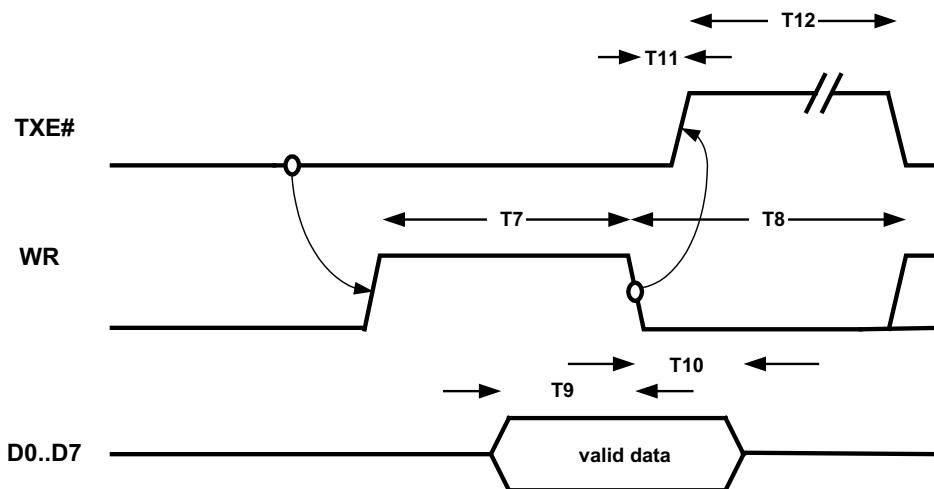 T12
T11
TXE#
T7
T8
WR
T10
T9
D0..D7
valid data